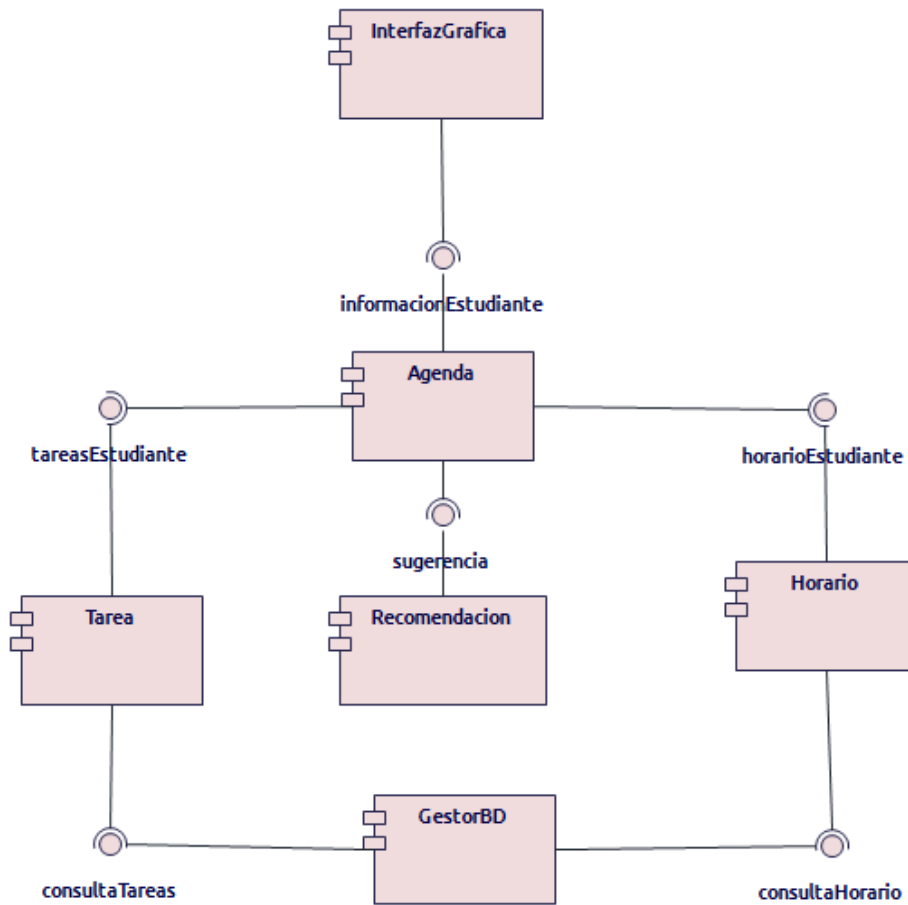 InterfazGrafica
informacionEstudiante
Agenda
tareasEstudiante
horarioEstudiante
sugerencia
Horario
Tarea
Recomendacion
GestorBD
consultaTareas
consultaHorario